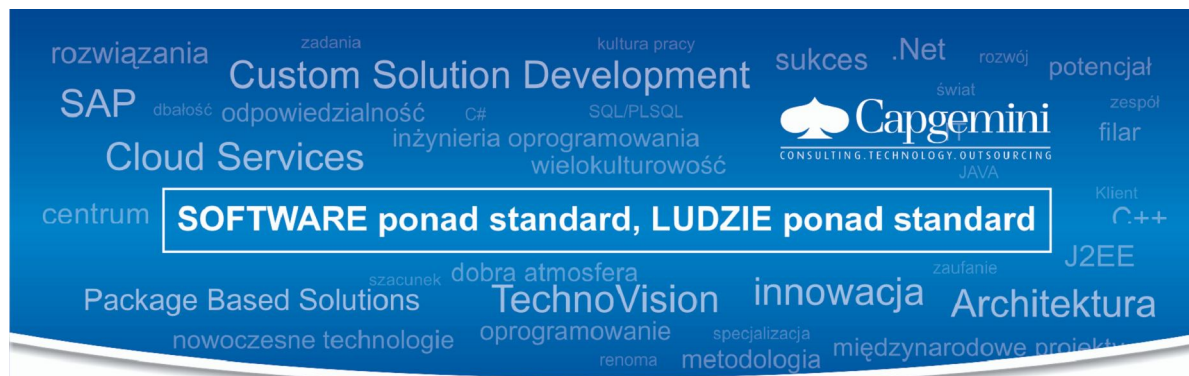 rozwiązania zadania kultura pracy sukces .Net rozwój potencjał
Custom Solution Development
SAP dbałość odpowiedzialność C# SQL/PLSQL świat zespół
Capgemini
CONSULTING.TECHNOLOGY.OUTSOURCING
inżynieria oprogramowania filar
Cloud Services wielokulturowość JAVA
Klient
centrum SOFTWARE ponad standard, LUDZIE ponad standard C++
J2EE
szacunek dobra atmosfera zaufanie
Package Based Solutions TechnoVision innowacja Architektura
nowoczesne technologie oprogramowanie specjalizacja
renoma metodologia międzynarodowe projekty